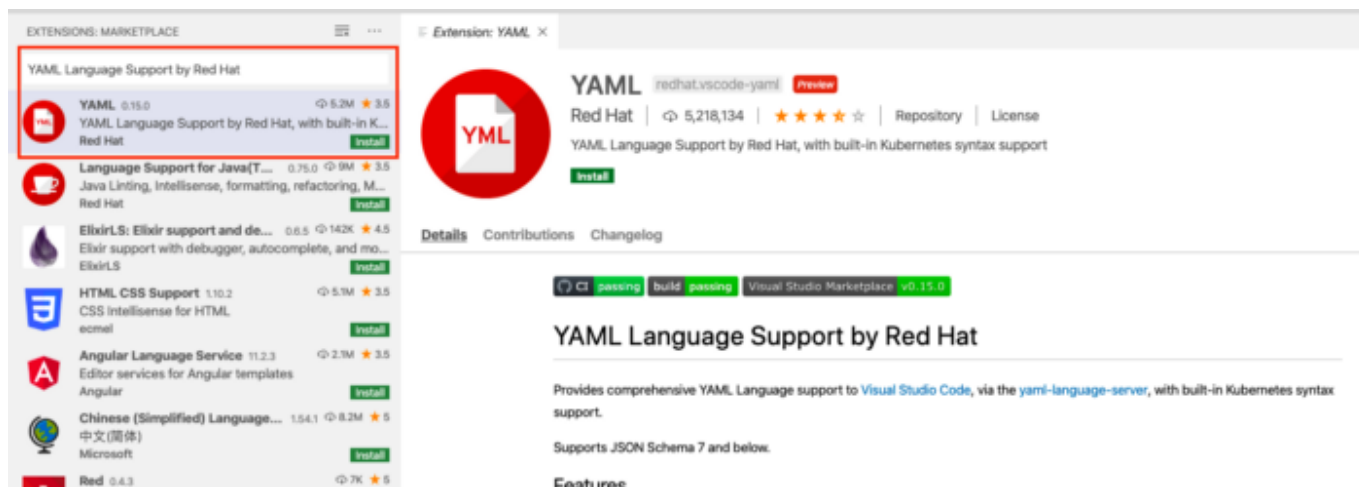 EXTENSIONS: MARKETPLACE
YAML Language Support by Red Hat
YAML 0.15.0 5.2M ★ 3.5
YAML Language Support by Red Hat, with built-in K...
Red Hat Install
Language Support for Java(T... 0.75.0 9M ★ 3.5
Java Linting, Intellisense, formatting, refactoring, M...
Red Hat Install
ElixirLS: Elixir support and de... 0.6.5 142K ★ 4.5
Elixir support with debugger, autocomplete, and mo...
ElixirLS Install
HTML CSS Support 1.10.2 5.1M ★ 3.5
CSS Intellisense for HTML
ecmel Install
Angular Language Service 11.2.3 2.1M ★ 3.5
Editor services for Angular templates
Angular Install
Chinese (Simplified) Language... 1.54.1 8.2M ★ 5
中文(简体)
Microsoft Install
Red 0.4.3 7K ★ 5
Extension: YAML ×
YML
YAML redhat.vscode-yaml Preview
Red Hat | 5,218,134 | Repository | License
YAML Language Support by Red Hat, with built-in Kubernetes syntax support
Install
Details Contributions Changelog
CI passing build passing Visual Studio Marketplace v0.15.0
YAML Language Support by Red Hat
Provides comprehensive YAML Language support to Visual Studio Code, via the yaml-language-server, with built-in Kubernetes syntax
support.
Supports JSON Schema 7 and below.
Features